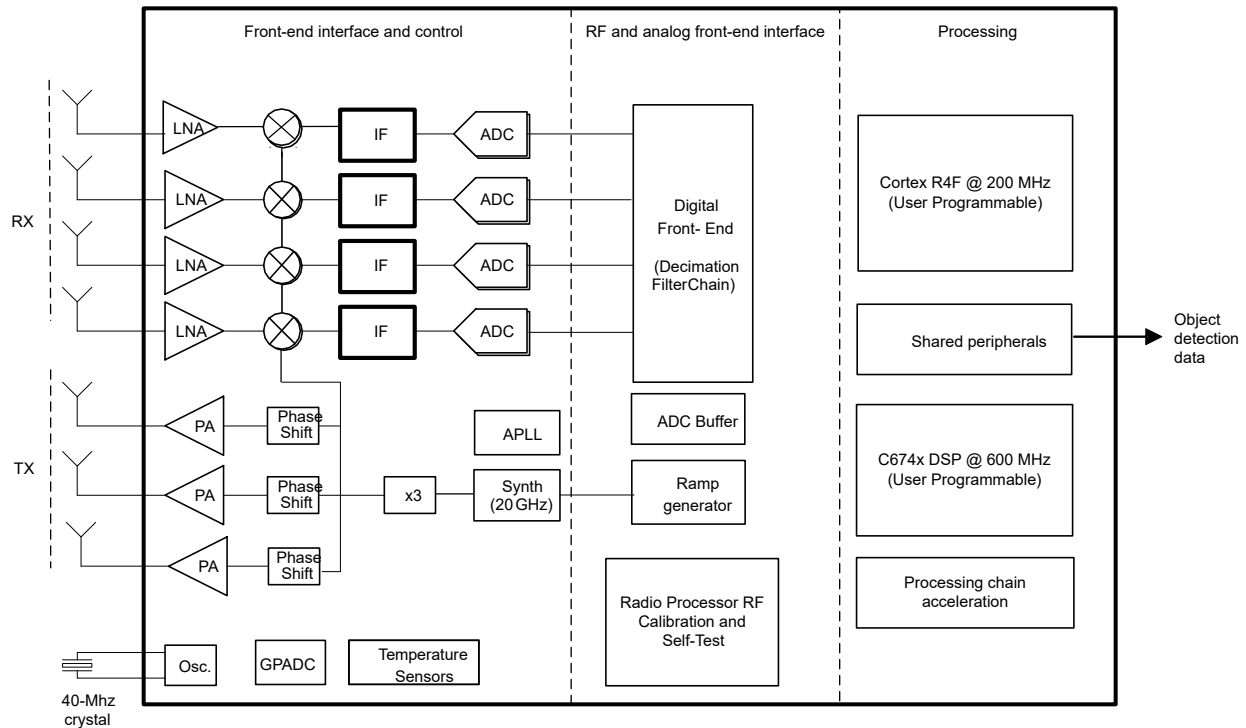 Front-end interface and control
RF and analog front-end interface
Processing
RX
LNA
IF
ADC
LNA
IF
ADC
LNA
IF
ADC
LNA
IF
ADC
Digital
Front- End
(Decimation
FilterChain)
Cortex R4F @ 200 MHz
(User Programmable)
Shared peripherals
Object
detection
data
TX
PA
Phase
Shift
PA
Phase
Shift
PA
Phase
Shift
x3
APLL
Synth
(20 GHz)
ADC Buffer
Ramp
generator
C674x DSP @ 600 MHz
(User Programmable)
Processing chain
acceleration
Radio Processor RF
Calibration and
Self-Test
Osc.
GPADC
Temperature
Sensors
40-Mhz
crystal